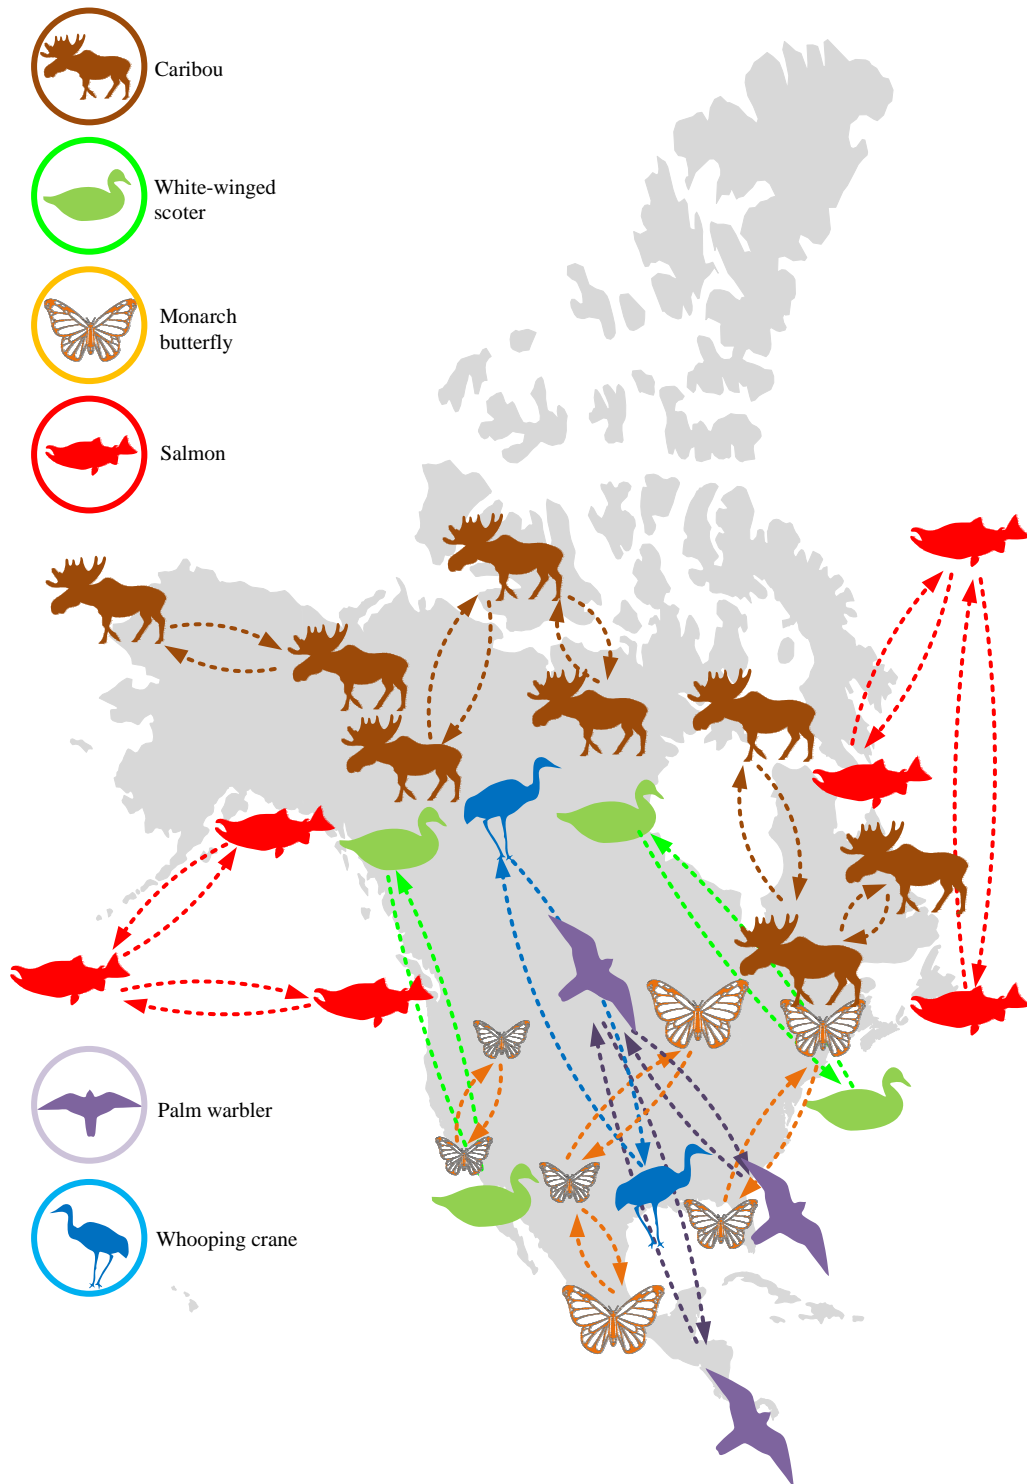 Caribou
White-winged
scoter
Monarch
butterfly
Salmon
Palm warbler
Whooping crane